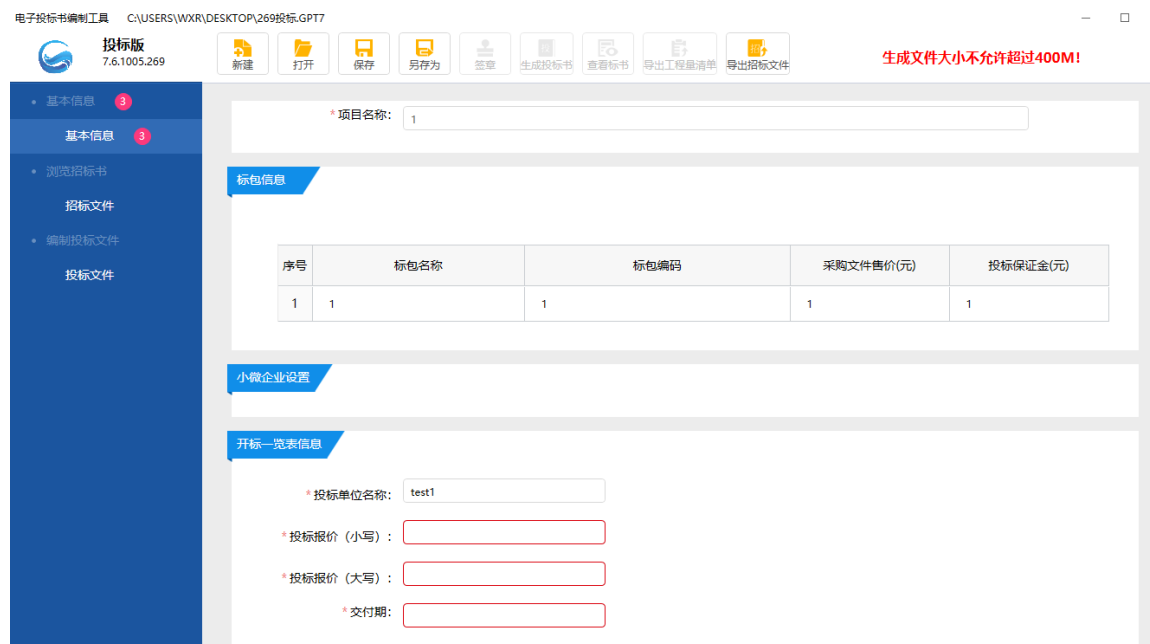 电子投标书编制工具 C:\USERS\WXR\DESKTOP\269投标.GPT7
投标版
7.6.1005.269
新建 打开 保存 另存为 签章 生成投标书 查看标书 导出工程量清单 导出招标文件
生成文件大小不允许超过400M!
基本信息 3
基本信息 3
浏览招标书
招标文件
编制投标文件
投标文件
*项目名称: 1
标包信息
序号 标包名称 标包编码 采购文件售价(元) 投标保证金(元)
1 1 1 1 1
小微企业设置
开标一览表信息
*投标单位名称: test1
*投标报价（小写）:
*投标报价（大写）:
*交付期: